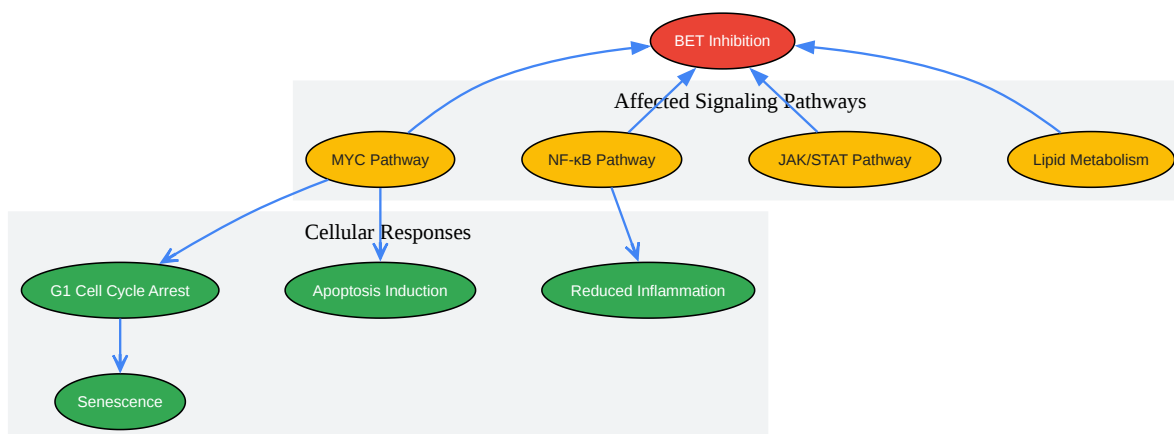 BET Inhibition
Affected Signaling Pathways
MYC Pathway
NF-κB Pathway
JAK/STAT Pathway
Lipid Metabolism
Cellular Responses
G1 Cell Cycle Arrest
Apoptosis Induction
Reduced Inflammation
Senescence